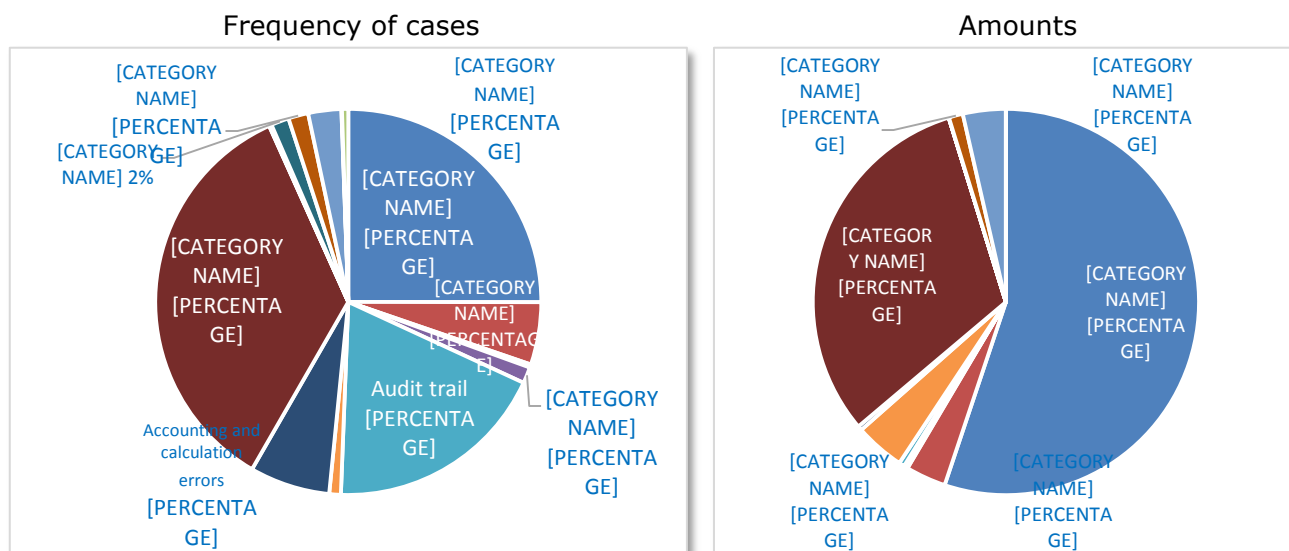 Frequency of cases
[CATEGORY
NAME]
[PERCENTA
GE]
[CATEGORY
NAME]
[PERCENTA
GE]
[CATEGORY
NAME] 2%
[CATEGORY
NAME]
[PERCENTA
GE]
[CATEGORY
NAME]
[PERCENTA
GE]
[CATEGORY
NAME]
[PERCENTAG
E]
Audit trail
[PERCENTA
GE]
[CATEGORY
NAME]
[PERCENTA
GE]
Accounting and
calculation
errors
[PERCENTA
GE]
Amounts
[CATEGORY
NAME]
[PERCENTA
GE]
[CATEGORY
NAME]
[PERCENTA
GE]
[CATEGOR
Y NAME]
[PERCENTA
GE]
[CATEGORY
NAME]
[PERCENTA
GE]
[CATEGORY
NAME]
[PERCENTA
GE]
[CATEGORY
NAME]
[PERCENTA
GE]